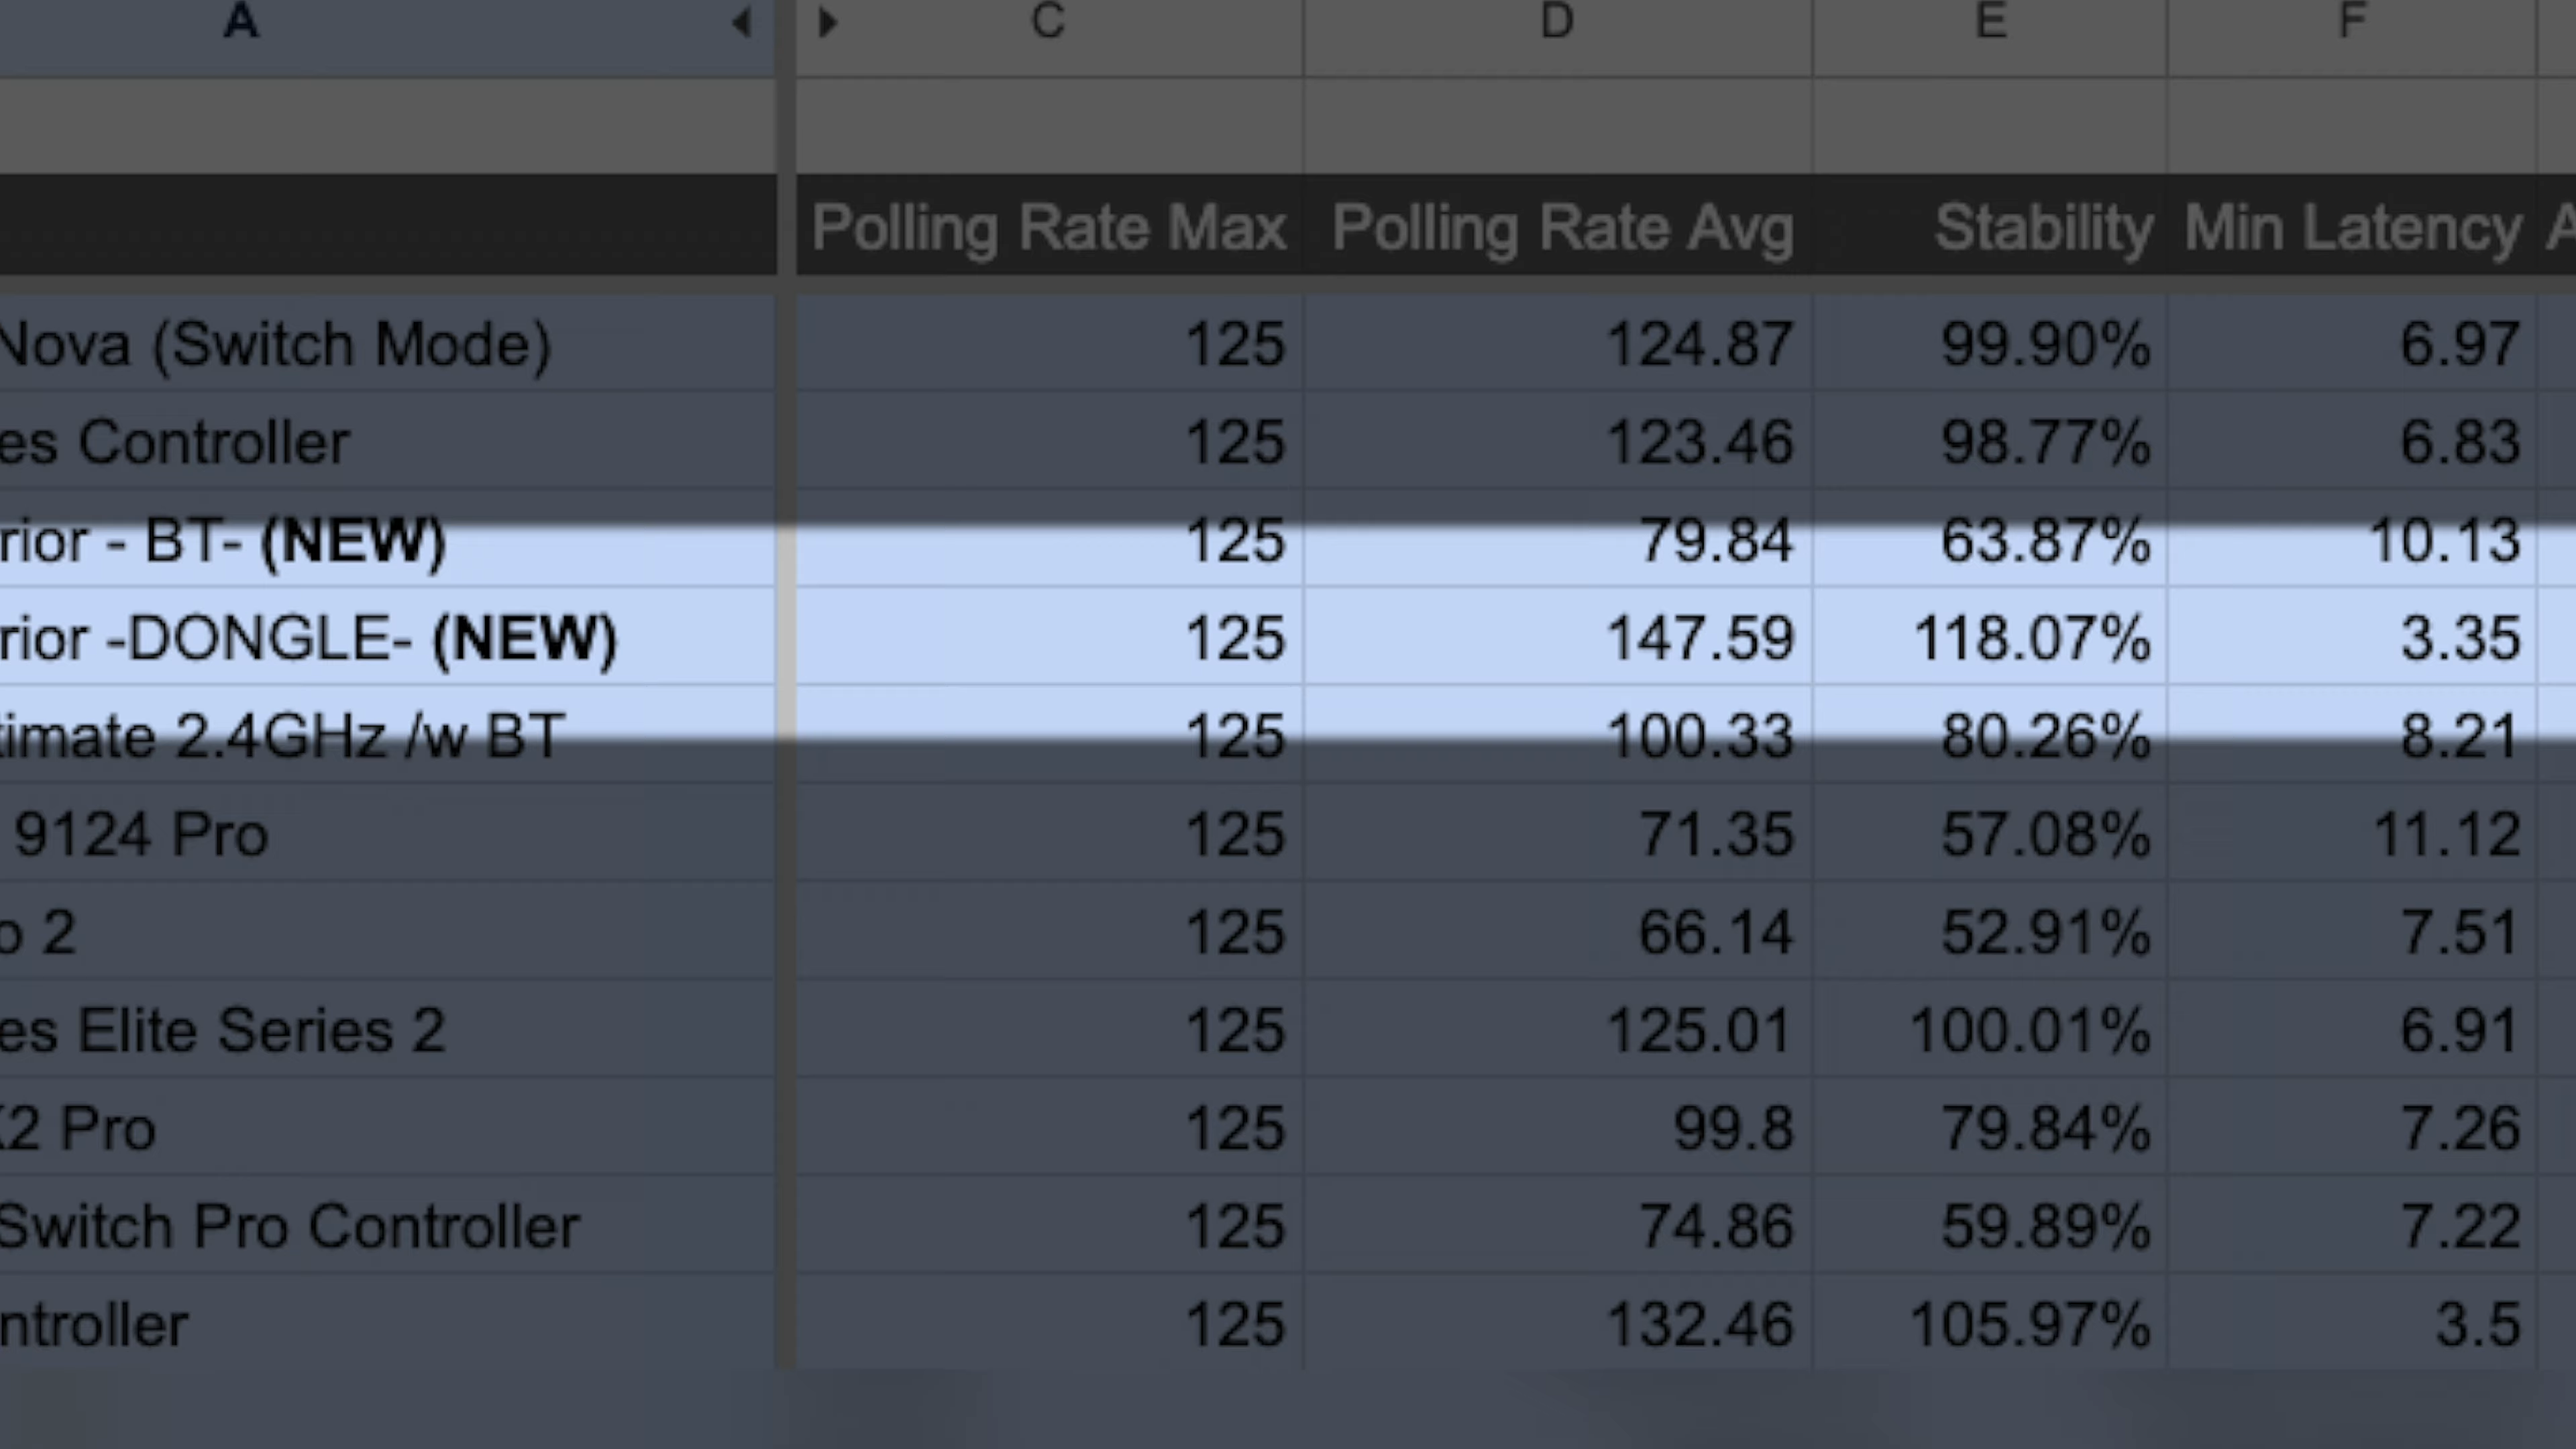 A C D E F
Polling Rate Max Polling Rate Avg Stability Min Latency A
Nova (Switch Mode) 125 124.87 99.90% 6.97
es Controller 125 123.46 98.77% 6.83
rior - BT- (NEW) 125 79.84 63.87% 10.13
rior -DONGLE- (NEW) 125 147.59 118.07% 3.35
timate 2.4GHz /w BT 125 100.33 80.26% 8.21
9124 Pro 125 71.35 57.08% 11.12
o 2 125 66.14 52.91% 7.51
es Elite Series 2 125 125.01 100.01% 6.91
X2 Pro 125 99.8 79.84% 7.26
Switch Pro Controller 125 74.86 59.89% 7.22
ntroller 125 132.46 105.97% 3.5